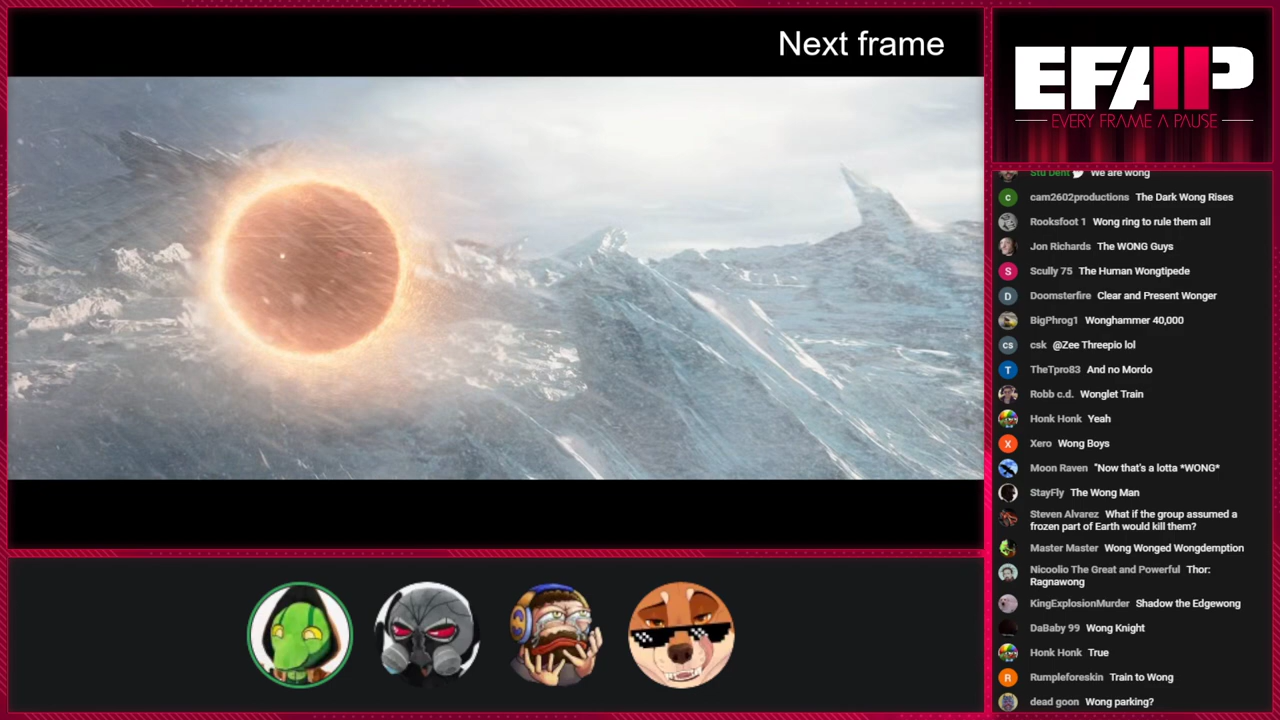 Next frame
EFAP
EVERY FRAME A PAUSE
Stu Dent We are wong
c cam2602productions The Dark Wong Rises
Rooksfoot 1 Wong ring to rule them all
Jon Richards The WONG Guys
S Scully 75 The Human Wongtipede
D Doomsterfire Clear and Present Wonger
BigPhrog1 Wonghammer 40,000
cs csk @Zee Threepio lol
T TheTpro83 And no Mordo
Robb c.d. Wonglet Train
Honk Honk Yeah
X Xero Wong Boys
Moon Raven "Now that's a lotta *WONG*
StayFly The Wong Man
Steven Alvarez What if the group assumed a
frozen part of Earth would kill them?
Master Master Wong Wonged Wongdemption
Nicoolio The Great and Powerful Thor:
Ragnawong
KingExplosionMurder Shadow the Edgewong
DaBaby 99 Wong Knight
Honk Honk True
R Rumpleforeskin Train to Wong
dead goon Wong parking?